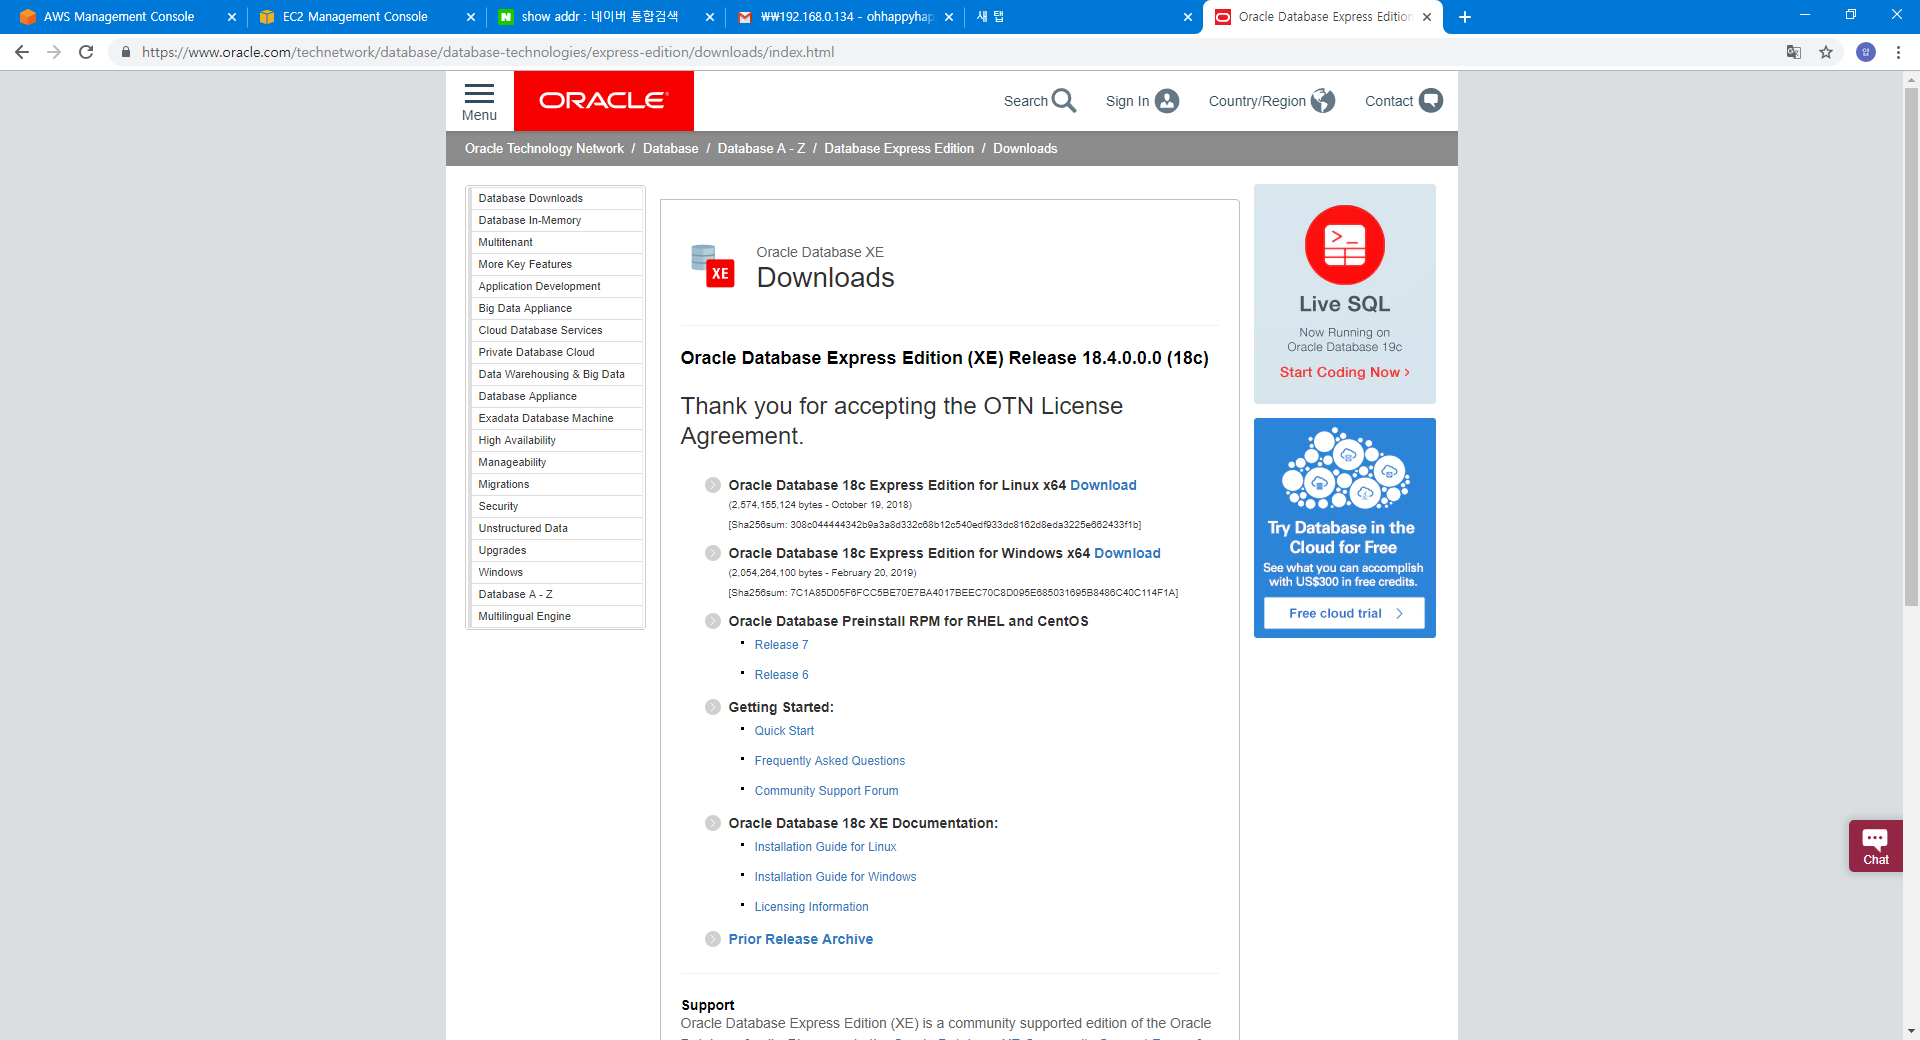 AWS Management Console
EC2 Management Console
show addr : 네이버 통합검색
₩₩192.168.0.134 - ohhappyhap
새 탭
Oracle Database Express Edition
https://www.oracle.com/technetwork/database/database-technologies/express-edition/downloads/index.html
Menu
ORACLE
Search
Sign In
Country/Region
Contact
Oracle Technology Network / Database / Database A - Z / Database Express Edition / Downloads
Database Downloads
Database In-Memory
Multitenant
More Key Features
Application Development
Big Data Appliance
Cloud Database Services
Private Database Cloud
Data Warehousing & Big Data
Database Appliance
Exadata Database Machine
High Availability
Manageability
Migrations
Security
Unstructured Data
Upgrades
Windows
Database A - Z
Multilingual Engine
XE
Oracle Database XE
Downloads
Oracle Database Express Edition (XE) Release 18.4.0.0.0 (18c)
Thank you for accepting the OTN License
Agreement.
Oracle Database 18c Express Edition for Linux x64 Download
(2,574,155,124 bytes - October 19, 2018)
[Sha256sum: 308c044444342b9a3a8d332c68b12c540edf933dc8162d8eda3225e662433f1b]
Oracle Database 18c Express Edition for Windows x64 Download
(2,054,264,100 bytes - February 20, 2019)
[Sha256sum: 7C1A85D05F6FCC5BE70E7BA4017BEEC70C8D095E685031695B8486C40C114F1A]
Oracle Database Preinstall RPM for RHEL and CentOS
Release 7
Release 6
Getting Started:
Quick Start
Frequently Asked Questions
Community Support Forum
Oracle Database 18c XE Documentation:
Installation Guide for Linux
Installation Guide for Windows
Licensing Information
Prior Release Archive
Support
Oracle Database Express Edition (XE) is a community supported edition of the Oracle
Live SQL
Now Running on
Oracle Database 19c
Start Coding Now >
Try Database in the
Cloud for Free
See what you can accomplish
with US$300 in free credits.
Free cloud trial >
Chat